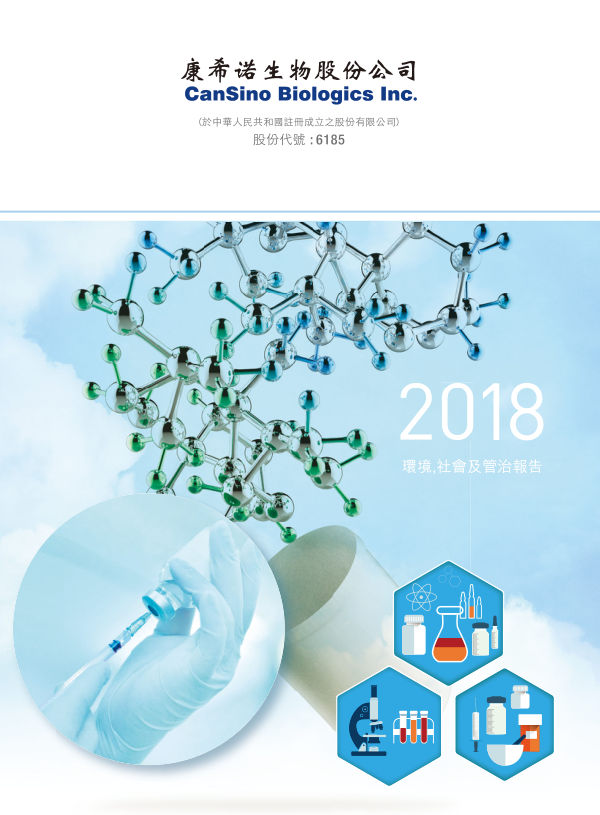 康希诺生物股份公司
CanSino Biologics Inc.
(於中華人民共和國註冊成立之股份有限公司)
股份代號 : 6185
2018
環境,社會及管治報告